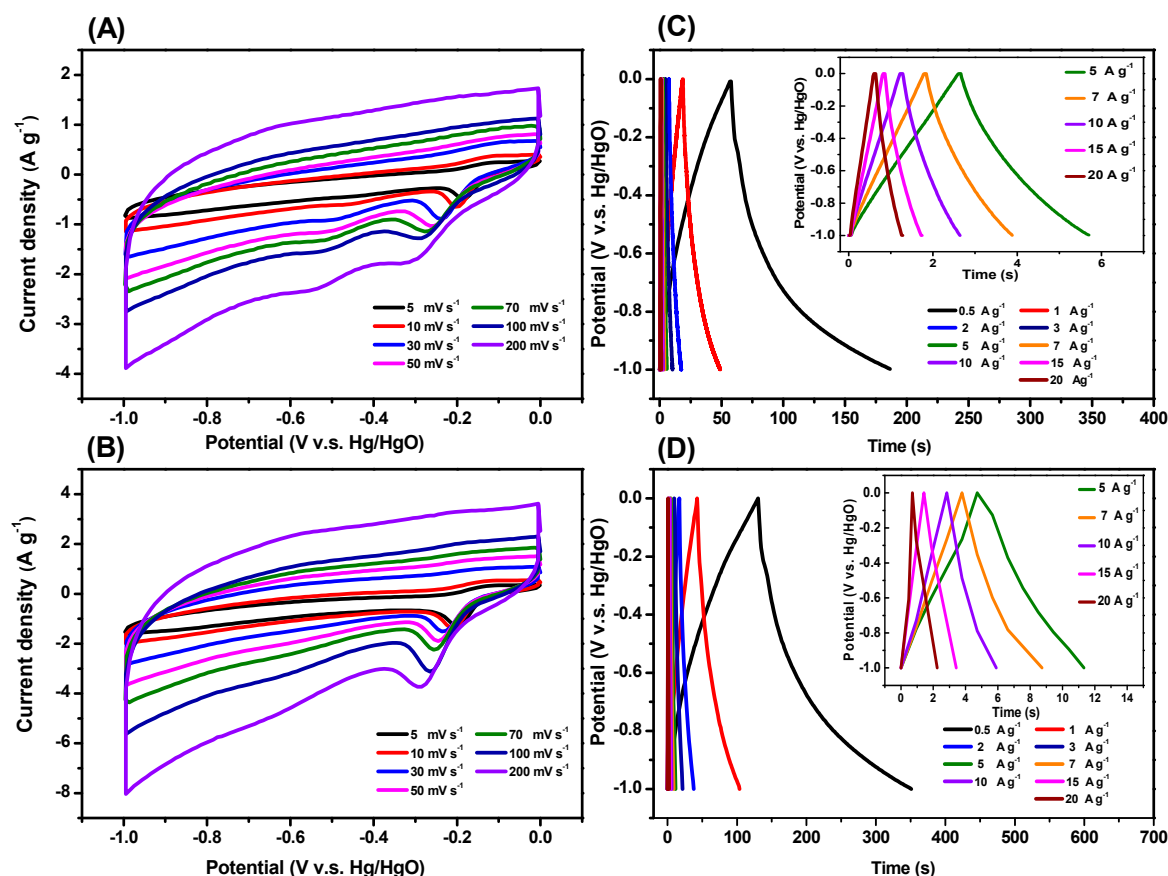 (A)
Current density (A g⁻¹)
2
1
0
-1
-2
-3
-4
5 mV s⁻¹
70 mV s⁻¹
10 mV s⁻¹
100 mV s⁻¹
30 mV s⁻¹
200 mV s⁻¹
50 mV s⁻¹
-1.0 -0.8 -0.6 -0.4 -0.2 0.0
Potential (V v.s. Hg/HgO)
(C)
Potential (V v.s. Hg/HgO)
0.0
-0.2
-0.4
-0.6
-0.8
-1.0
Potential (V vs. Hg/HgO)
0.0
-0.2
-0.4
-0.6
-0.8
-1.0
5 A g⁻¹
7 A g⁻¹
10 A g⁻¹
15 A g⁻¹
20 A g⁻¹
0 2 4 6
Time (s)
0.5 A g⁻¹
1 A g⁻¹
2 A g⁻¹
3 A g⁻¹
5 A g⁻¹
7 A g⁻¹
10 A g⁻¹
15 A g⁻¹
20 Ag⁻¹
0 50 100 150 200 250 300 350 400
Time (s)
(B)
Current density (A g⁻¹)
4
2
0
-2
-4
-6
-8
5 mV s⁻¹
70 mV s⁻¹
10 mV s⁻¹
100 mV s⁻¹
30 mV s⁻¹
200 mV s⁻¹
50 mV s⁻¹
-1.0 -0.8 -0.6 -0.4 -0.2 0.0
Potential (V v.s. Hg/HgO)
(D)
Potential (V v.s. Hg/HgO)
0.0
-0.2
-0.4
-0.6
-0.8
-1.0
Potential (V vs. Hg/HgO)
0.0
-0.2
-0.4
-0.6
-0.8
-1.0
5 A g⁻¹
7 A g⁻¹
10 A g⁻¹
15 A g⁻¹
20 A g⁻¹
0 2 4 6 8 10 12 14
Time (s)
0.5 A g⁻¹
1 A g⁻¹
2 A g⁻¹
3 A g⁻¹
5 A g⁻¹
7 A g⁻¹
10 A g⁻¹
15 A g⁻¹
20 Ag⁻¹
0 100 200 300 400 500 600 700
Time (s)